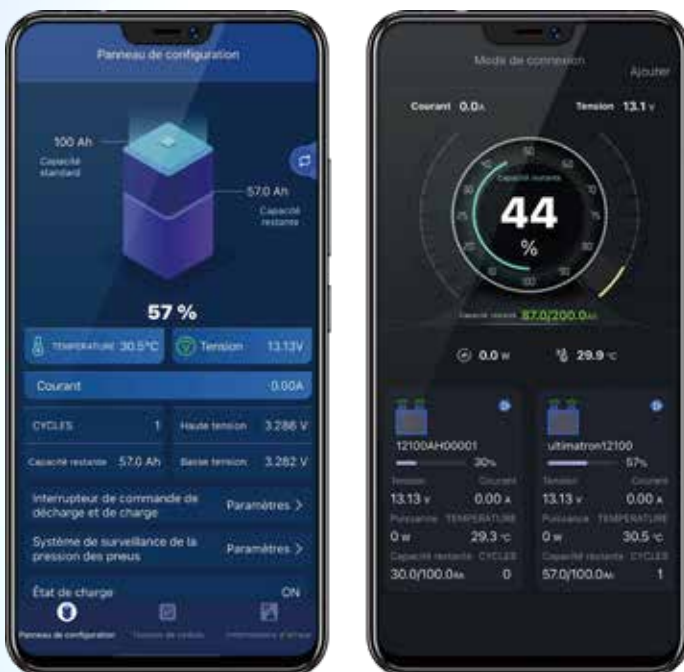 Panneau de configuration
100 Ah
Capacité
standard
57.0 Ah
Capacité
restante
57 %
TEMPERATURE 30.5°C
Tension 13.13V
Courant 0.00A
CYCLES 1
Haute tension 3.286 V
Capacité restante 57.0 Ah
Basse tension 3.282 V
Interrupteur de commande de
décharge et de charge
Paramètres >
Système de surveillance de la
pression des pneus
Paramètres >
État de charge ON
Panneau de configuration
Mode de connexion
Ajouter
Courant 0.0A
Tension 13.1 V
Capacité restante
44
%
Capacité restante 87.0/200.0Ah
0.0 W
29.9 °C
12100AH00001
30%
Tension Courant
13.13 V 0.00 A
Puissance TEMPERATURE
0 W 29.3 °C
Capacité restante CYCLES
30.0/100.0Ah 0
ultimatron12100
57%
Tension Courant
13.13 V 0.00 A
Puissance TEMPERATURE
0 W 30.5 °C
Capacité restante CYCLES
57.0/100.0Ah 1